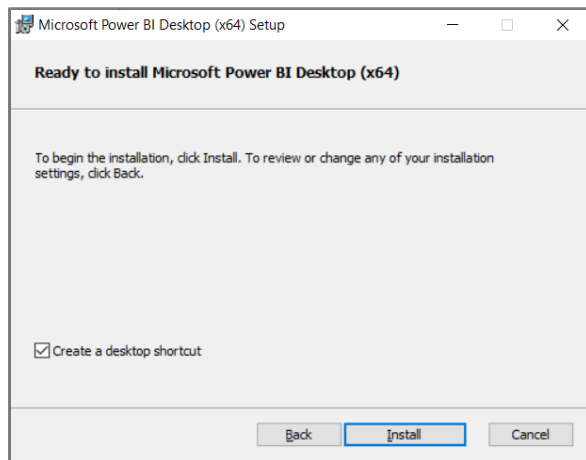 Microsoft Power BI Desktop (x64) Setup
Ready to install Microsoft Power BI Desktop (x64)
To begin the installation, click Install. To review or change any of your installation
settings, click Back.
Create a desktop shortcut
Back Install Cancel